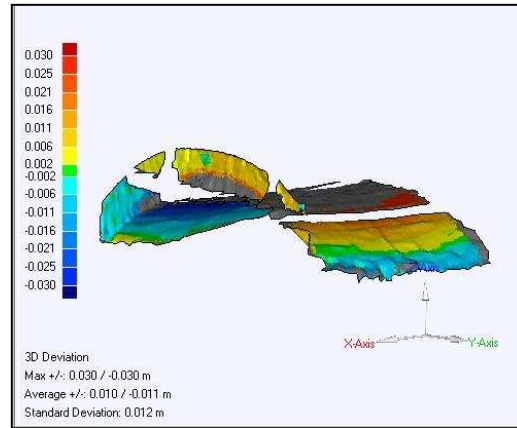 0.030
0.025
0.021
0.016
0.011
0.006
0.002
-0.002
-0.006
-0.011
-0.016
-0.021
-0.025
-0.030
X-Axis
Y-Axis
3D Deviation
Max +/-: 0.030 / -0.030 m
Average +/-: 0.010 / -0.011 m
Standard Deviation: 0.012 m